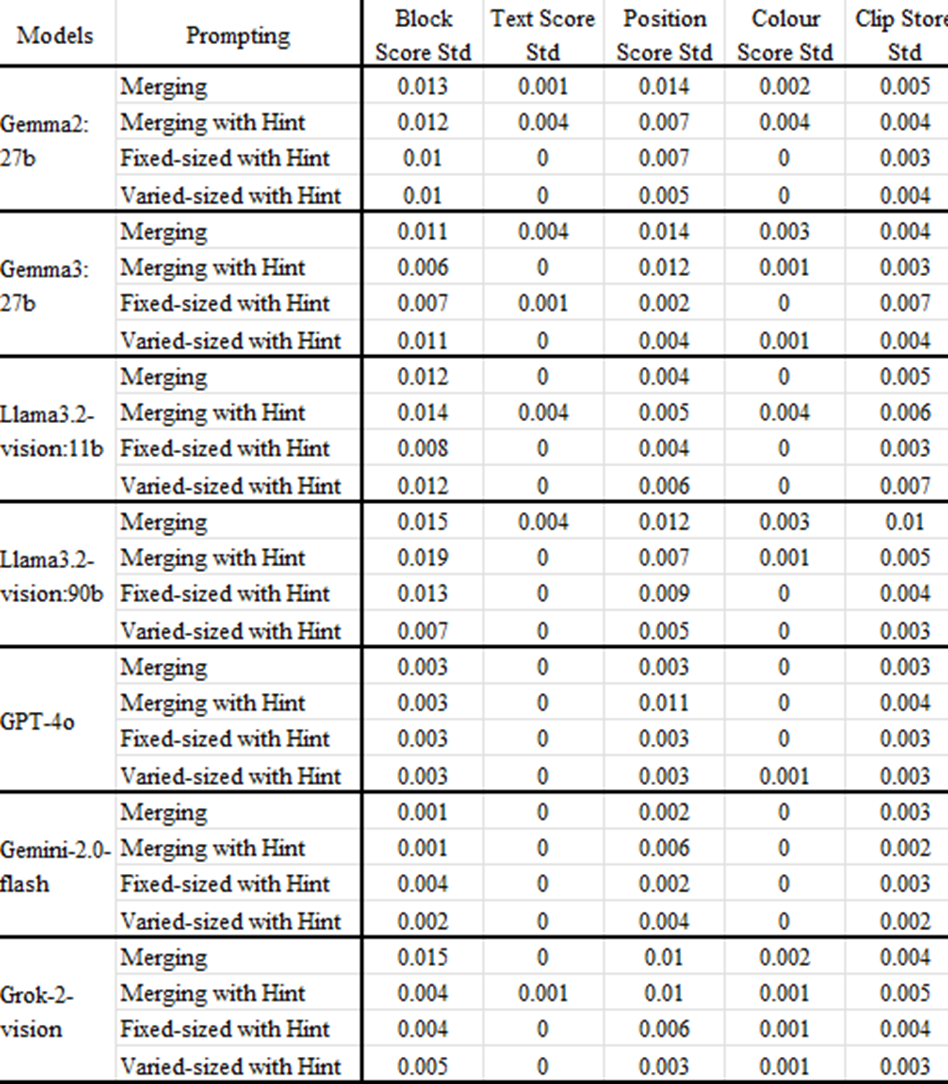 Models Prompting Block Score Std Text Score Std Position Score Std Colour Score Std Clip Store Std
Gemma2:27b
Merging 0.013 0.001 0.014 0.002 0.005
Merging with Hint 0.012 0.004 0.007 0.004 0.004
Fixed-sized with Hint 0.01 0 0.007 0 0.003
Varied-sized with Hint 0.01 0 0.005 0 0.004
Gemma3:27b
Merging 0.011 0.004 0.014 0.003 0.004
Merging with Hint 0.006 0 0.012 0.001 0.003
Fixed-sized with Hint 0.007 0.001 0.002 0 0.007
Varied-sized with Hint 0.011 0 0.004 0.001 0.004
Llama3.2-vision:11b
Merging 0.012 0 0.004 0 0.005
Merging with Hint 0.014 0.004 0.005 0.004 0.006
Fixed-sized with Hint 0.008 0 0.004 0 0.003
Varied-sized with Hint 0.012 0 0.006 0 0.007
Llama3.2-vision:90b
Merging 0.015 0.004 0.012 0.003 0.01
Merging with Hint 0.019 0 0.007 0.001 0.005
Fixed-sized with Hint 0.013 0 0.009 0 0.004
Varied-sized with Hint 0.007 0 0.005 0 0.003
GPT-4o
Merging 0.003 0 0.003 0 0.003
Merging with Hint 0.003 0 0.011 0 0.004
Fixed-sized with Hint 0.003 0 0.003 0 0.003
Varied-sized with Hint 0.003 0 0.003 0.001 0.003
Gemini-2.0-flash
Merging 0.001 0 0.002 0 0.003
Merging with Hint 0.001 0 0.006 0 0.002
Fixed-sized with Hint 0.004 0 0.002 0 0.003
Varied-sized with Hint 0.002 0 0.004 0 0.002
Grok-2-vision
Merging 0.015 0 0.01 0.002 0.004
Merging with Hint 0.004 0.001 0.01 0.001 0.005
Fixed-sized with Hint 0.004 0 0.006 0.001 0.004
Varied-sized with Hint 0.005 0 0.003 0.001 0.003